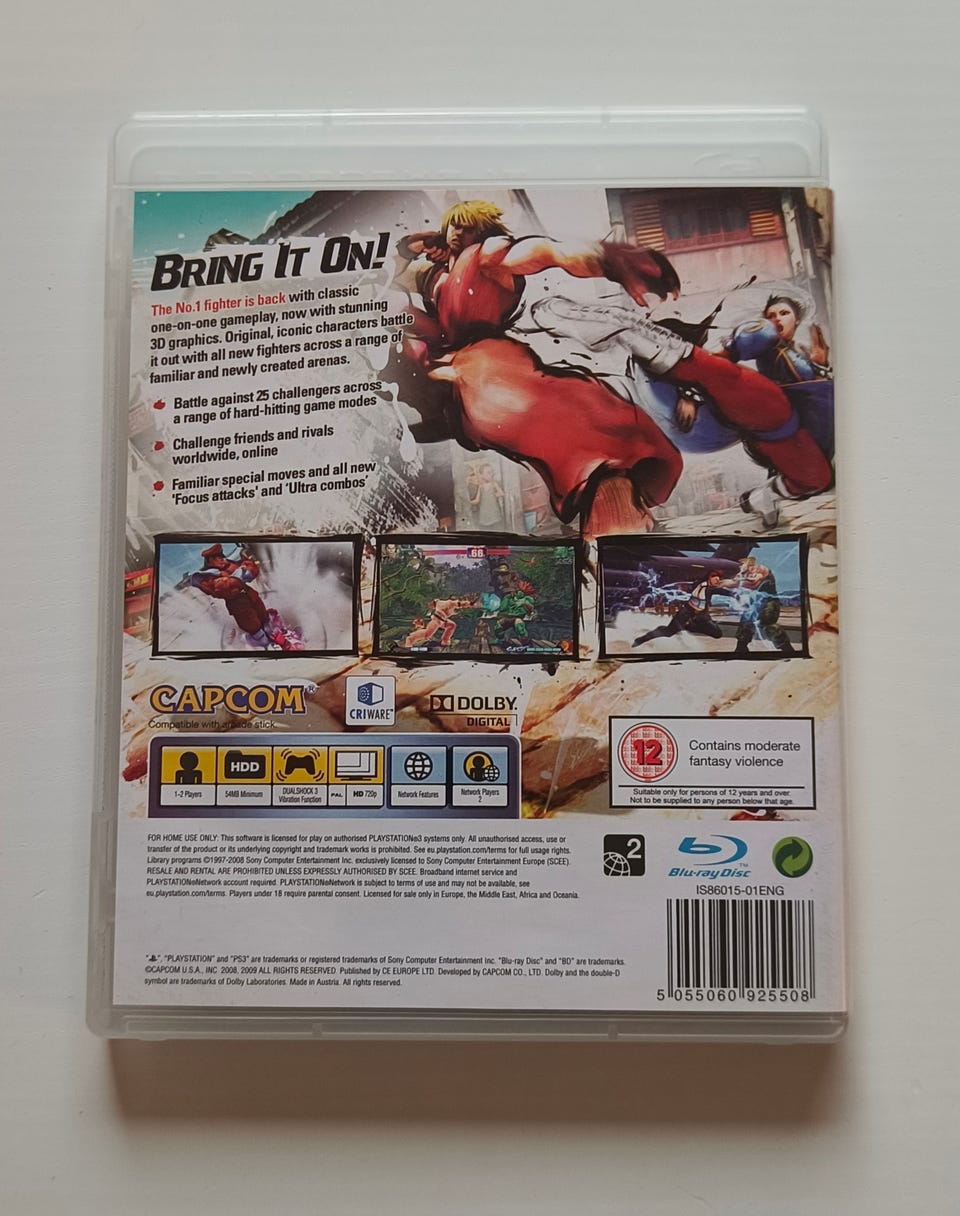 BRING IT ON!
The No.1 fighter is back with classic
one-on-one gameplay, now with stunning
3D graphics. Original, iconic characters battle
it out with all new fighters across a range of
familiar and newly created arenas.
Battle against 25 challengers across
a range of hard-hitting game modes
Challenge friends and rivals
worldwide, online
Familiar special moves and all new
'Focus attacks' and 'Ultra combos'
66
CAPCOM®
Compatible with arcade stick.
CRIWARE™
DOLBY
DIGITAL
HDD
1-2 Players
54MB Minimum
DUALSHOCK 3
Vibration Function
PAL
HD 720p
Network Features
Network Players
2
12
Contains moderate
fantasy violence
Suitable only for persons of 12 years and over.
Not to be supplied to any person below that age.
FOR HOME USE ONLY: This software is licensed for play on authorised PLAYSTATION®3 systems only. All unauthorised access, use or
transfer of the product or its underlying copyright and trademark works is prohibited. See eu.playstation.com/terms for full usage rights.
Library programs ©1997-2008 Sony Computer Entertainment Inc. exclusively licensed to Sony Computer Entertainment Europe (SCEE).
RESALE AND RENTAL ARE PROHIBITED UNLESS EXPRESSLY AUTHORISED BY SCEE. Broadband internet service and
PLAYSTATION®Network account required. PLAYSTATION®Network is subject to terms of use and may not be available, see
eu.playstation.com/terms. Players under 18 require parental consent. Licensed for sale only in Europe, the Middle East, Africa and Oceania.
2
Blu-ray Disc™
IS86015-01ENG
"PLAYSTATION" and "PS3" are trademarks or registered trademarks of Sony Computer Entertainment Inc. "Blu-ray Disc" and "BD" are trademarks.
©CAPCOM U.S.A., INC. 2008, 2009 ALL RIGHTS RESERVED. Published by CE EUROPE LTD. Developed by CAPCOM CO., LTD. Dolby and the double-D
symbol are trademarks of Dolby Laboratories. Made in Austria. All rights reserved.
5 055060 925508